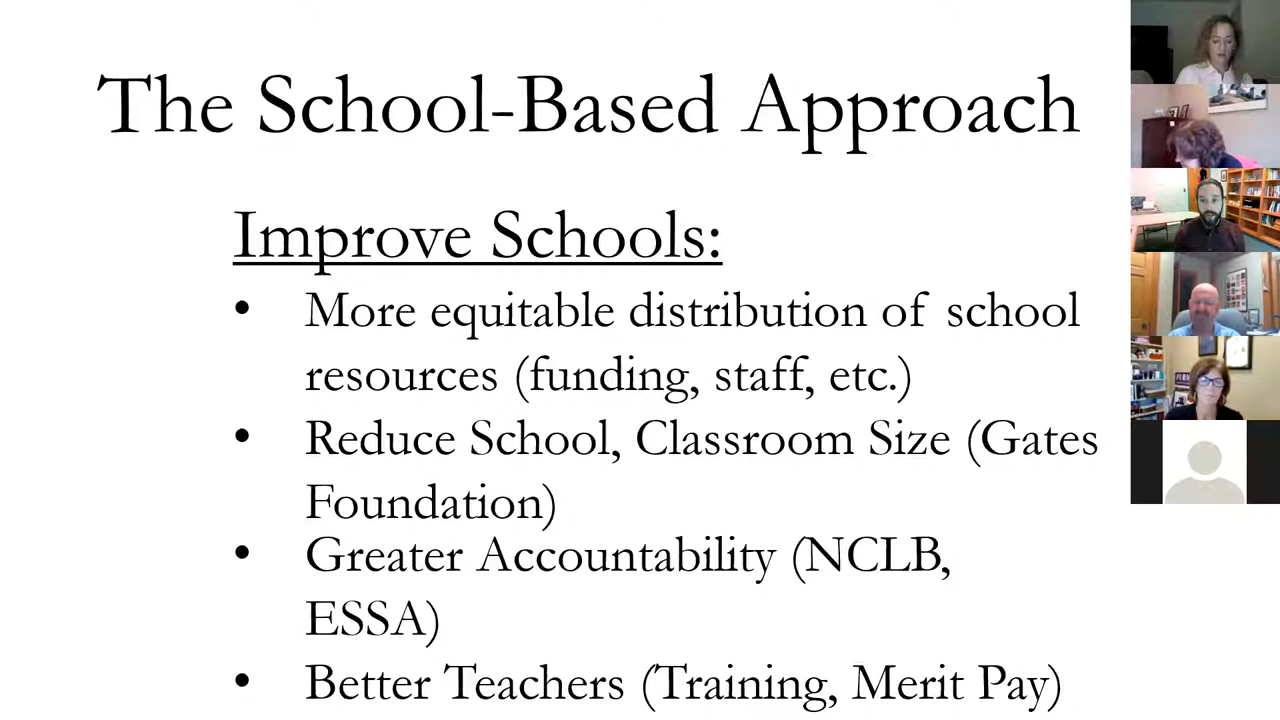 The School-Based Approach
Improve Schools:
• More equitable distribution of school
resources (funding, staff, etc.)
• Reduce School, Classroom Size (Gates
Foundation)
• Greater Accountability (NCLB,
ESSA)
• Better Teachers (Training, Merit Pay)